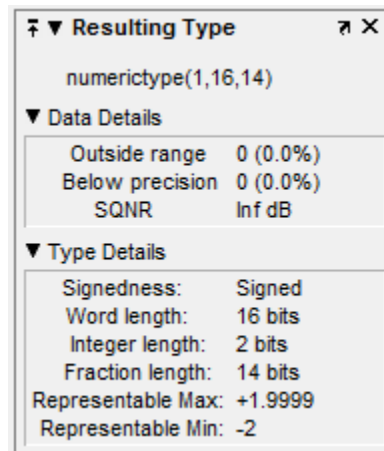 Resulting Type
numerictype(1,16,14)
Data Details
Outside range 0 (0.0%)
Below precision 0 (0.0%)
SQNR Inf dB
Type Details
Signedness: Signed
Word length: 16 bits
Integer length: 2 bits
Fraction length: 14 bits
Representable Max: +1.9999
Representable Min: -2